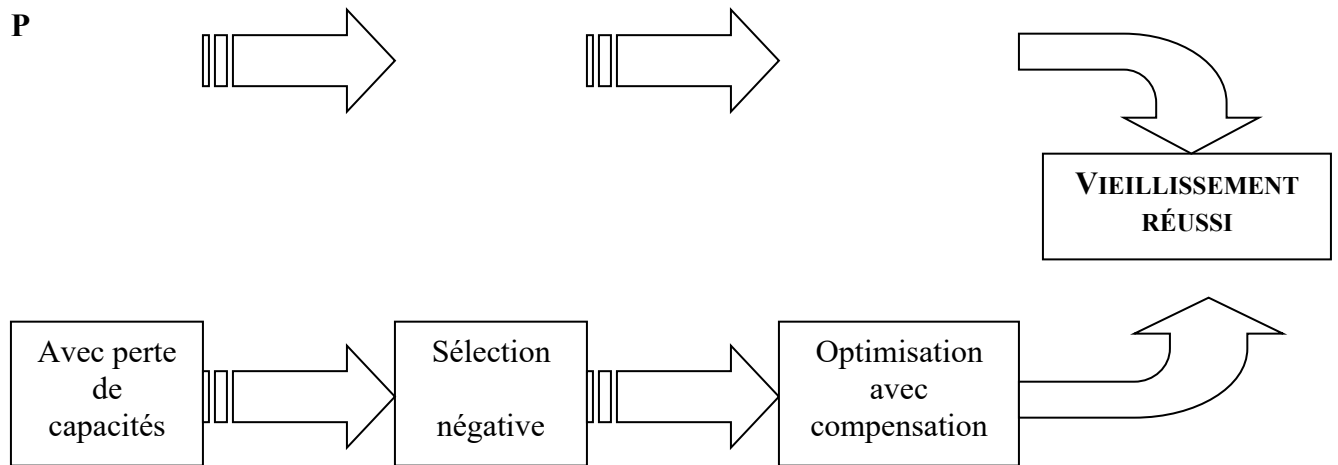 P
VIEILLISSEMENT
RÉUSSI
Avec perte
de
capacités
Sélection
négative
Optimisation
avec
compensation